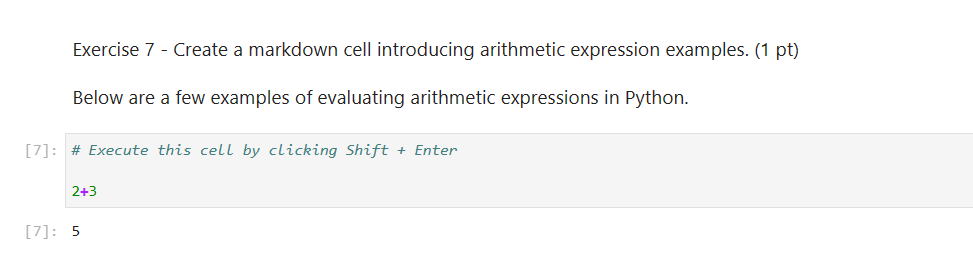 Exercise 7 - Create a markdown cell introducing arithmetic expression examples. (1 pt)
Below are a few examples of evaluating arithmetic expressions in Python.
[7]: # Execute this cell by clicking Shift + Enter
2+3
[7]: 5